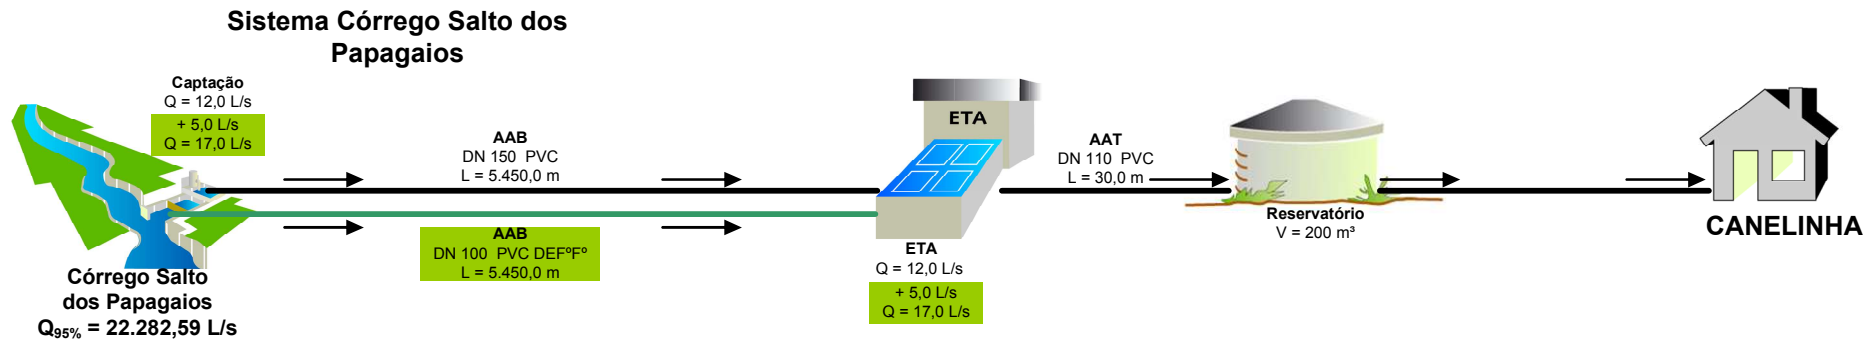 Sistema Córrego Salto dos
Papagaios
Captação
Q = 12,0 L/s
+ 5,0 L/s
Q = 17,0 L/s
AAB
DN 150 PVC
L = 5.450,0 m
AAB
DN 100 PVC DEFºFº
L = 5.450,0 m
Córrego Salto
dos Papagaios
Q95% = 22.282,59 L/s
ETA
ETA
Q = 12,0 L/s
+ 5,0 L/s
Q = 17,0 L/s
AAT
DN 110 PVC
L = 30,0 m
Reservatório
V = 200 m³
CANELINHA